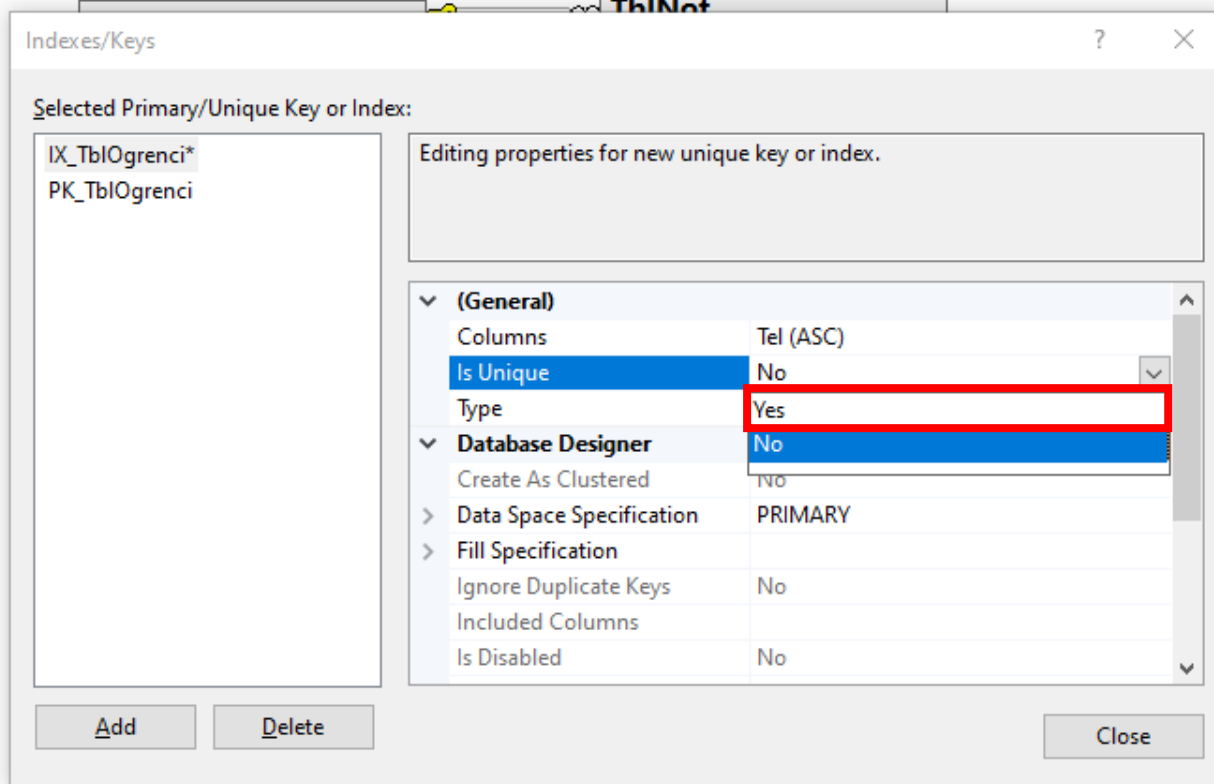 TblNot
Indexes/Keys
?
Selected Primary/Unique Key or Index:
IX_TblOgrenci*
PK_TblOgrenci
Editing properties for new unique key or index.
(General)
Columns Tel (ASC)
Is Unique No
Type Yes
Database Designer No
Create As Clustered No
Data Space Specification PRIMARY
Fill Specification
Ignore Duplicate Keys No
Included Columns
Is Disabled No
Add Delete Close